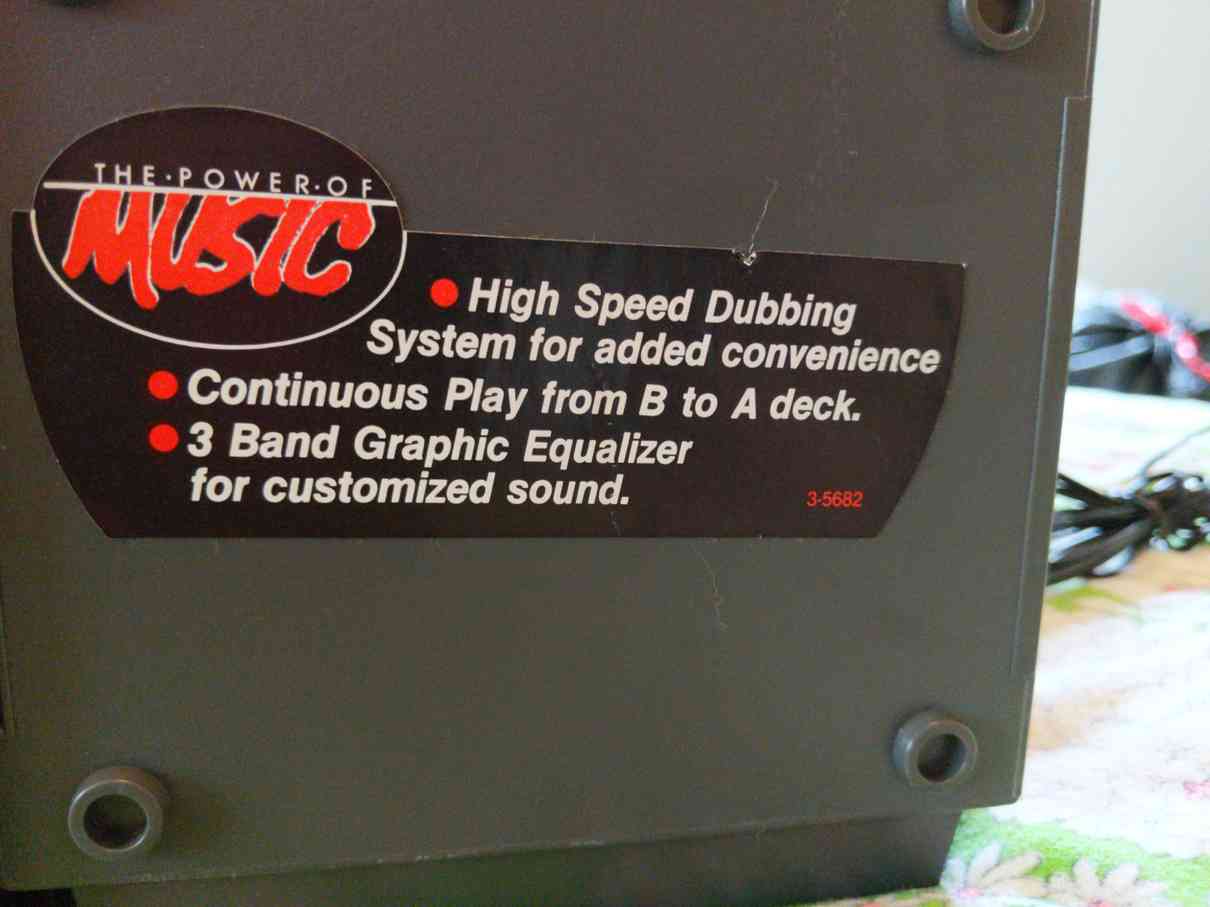 THE·POWER·OF
MUSIC
● High Speed Dubbing
System for added convenience
● Continuous Play from B to A deck.
● 3 Band Graphic Equalizer
for customized sound.
3-5682